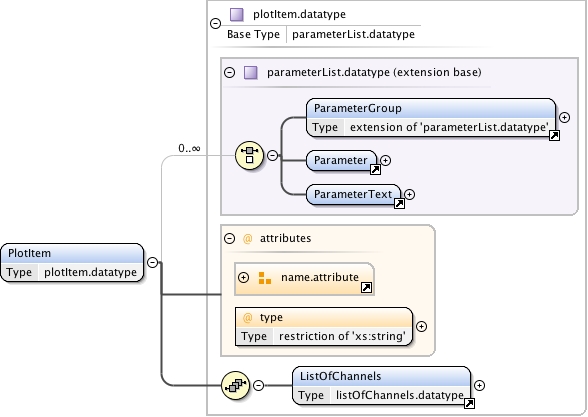 plotItem.datatype
Base Type parameterList.datatype
parameterList.datatype (extension base)
ParameterGroup
Type extension of 'parameterList.datatype'
0..∞
Parameter
ParameterText
@ attributes
PlotItem
Type plotItem.datatype
name.attribute
@ type
Type restriction of 'xs:string'
ListOfChannels
Type listOfChannels.datatype